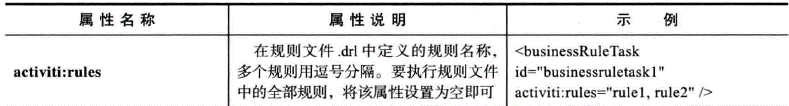 属性名称 属性说明 示 例
activiti:rules
在规则文件.drl中定义的规则名称,
多个规则用逗号分隔。要执行规则文件
中的全部规则，将该属性设置为空即可
<businessRuleTask
id="businessruletask1"
activiti:rules="rule1, rule2" />